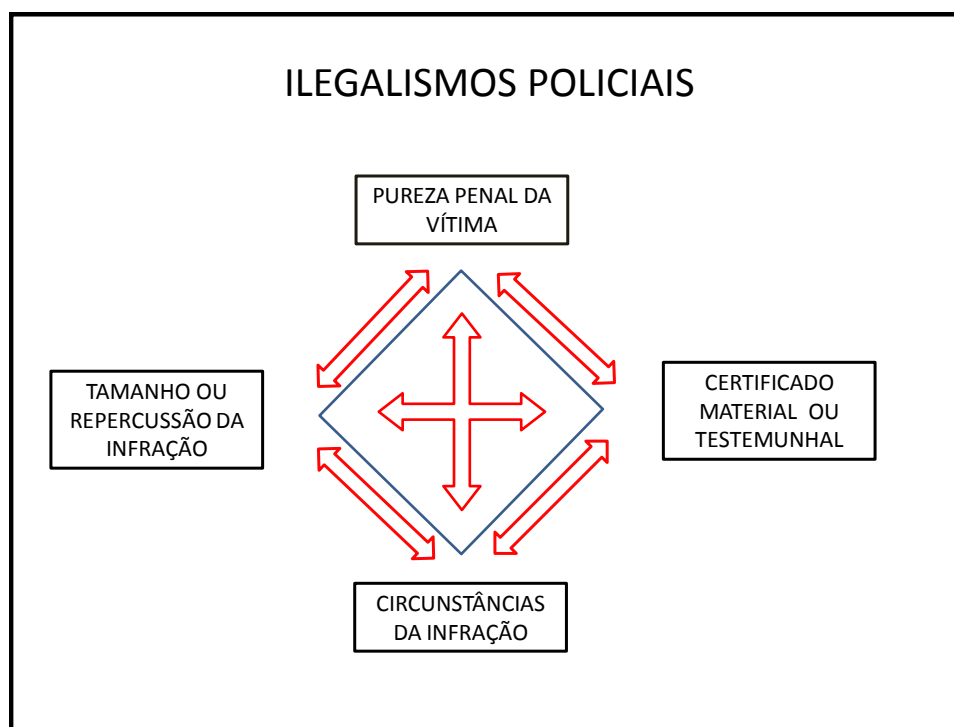 ILEGALISMOS POLICIAIS
PUREZA PENAL DA
VÍTIMA
TAMANHO OU
REPERCUSSÃO DA
INFRAÇÃO
CERTIFICADO
MATERIAL OU
TESTEMUNHAL
CIRCUNSTÂNCIAS
DA INFRAÇÃO